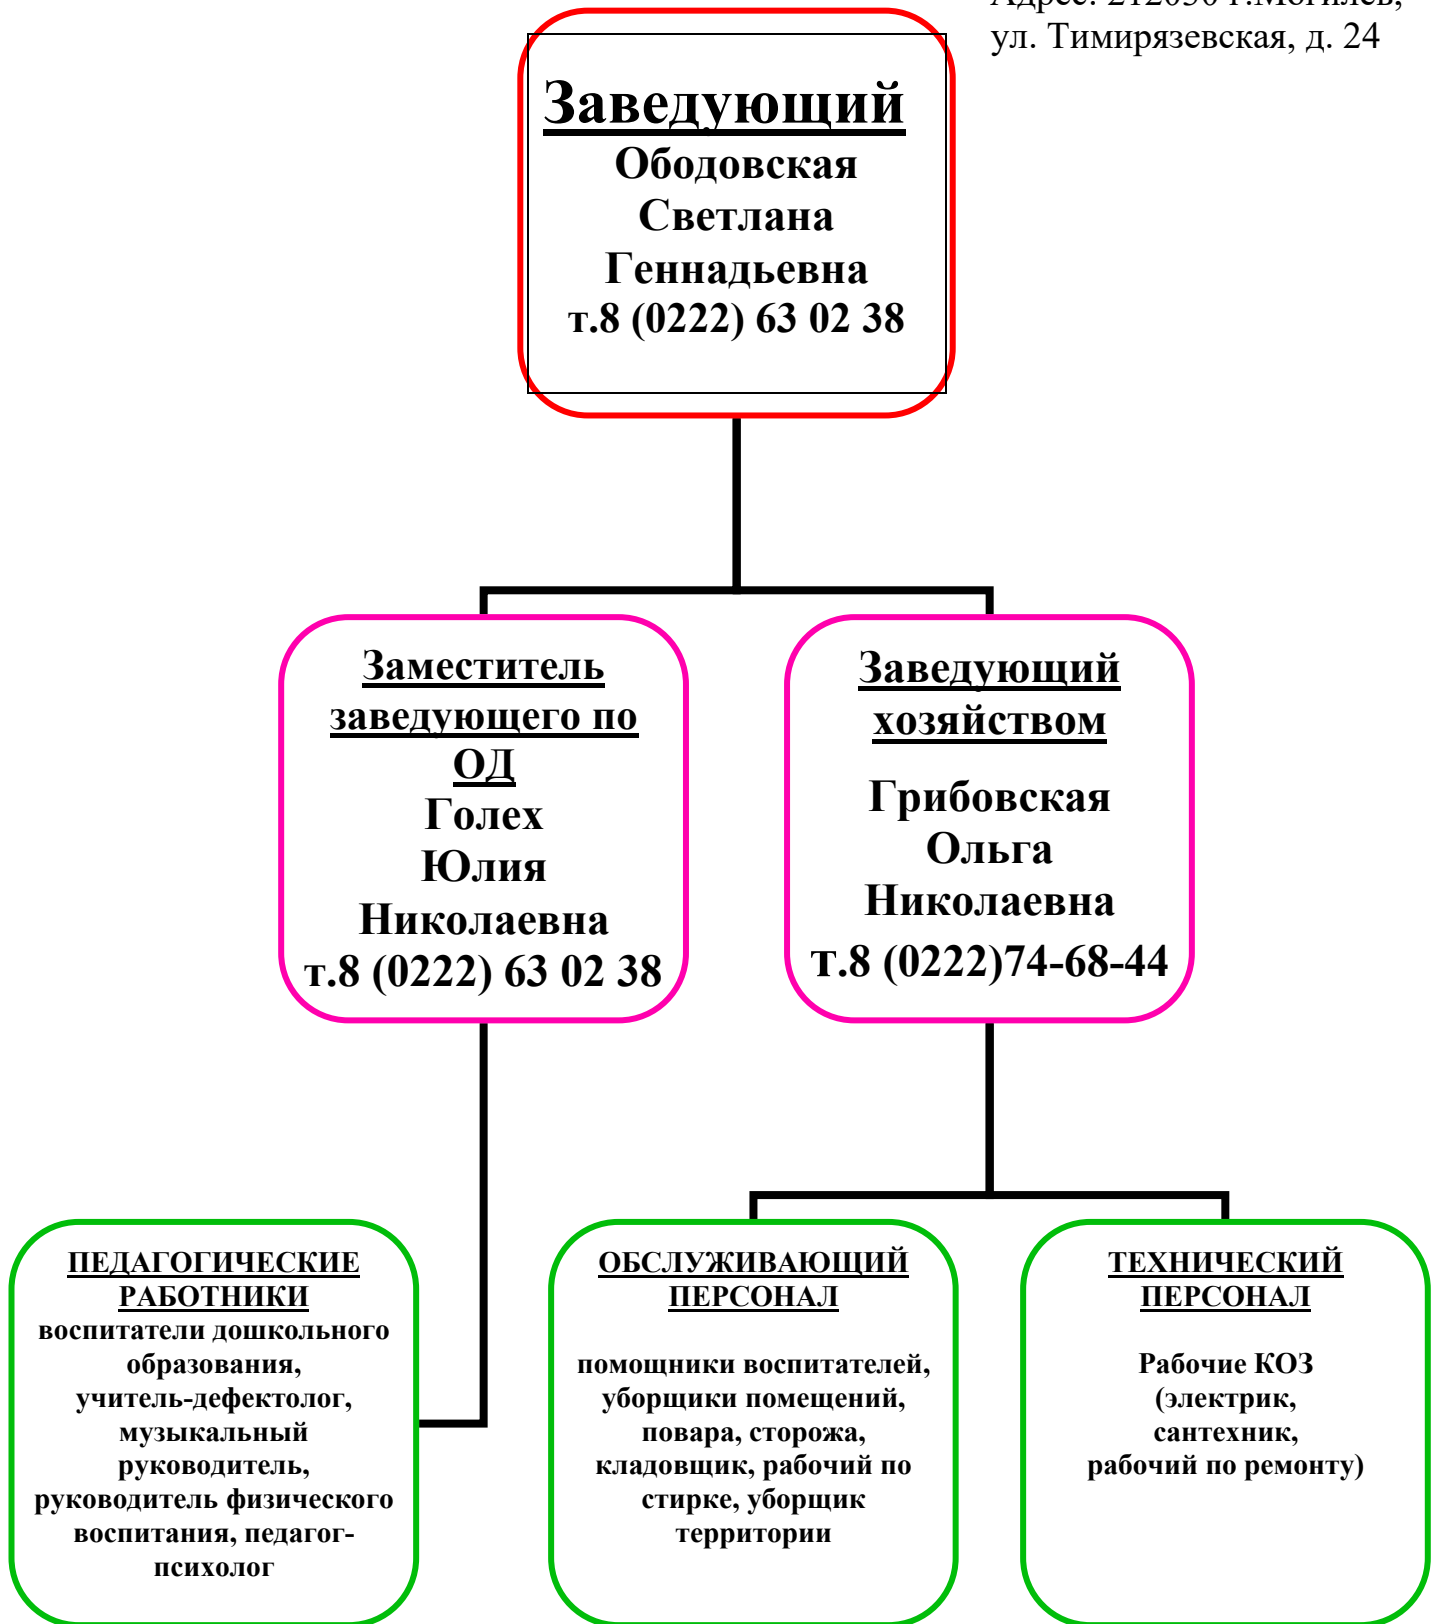 Адрес: 212030 г.Могилев,
ул. Тимирязевская, д. 24
Заведующий
Ободовская
Светлана
Геннадьевна
т.8 (0222) 63 02 38
Заместитель
заведующего по
ОД
Голех
Юлия
Николаевна
т.8 (0222) 63 02 38
Заведующий
хозяйством
Грибовская
Ольга
Николаевна
т.8 (0222)74-68-44
ПЕДАГОГИЧЕСКИЕ
РАБОТНИКИ
воспитатели дошкольного
образования,
учитель-дефектолог,
музыкальный
руководитель,
руководитель физического
воспитания, педагог-
психолог
ОБСЛУЖИВАЮЩИЙ
ПЕРСОНАЛ
помощники воспитателей,
уборщики помещений,
повара, сторожа,
кладовщик, рабочий по
стирке, уборщик
территории
ТЕХНИЧЕСКИЙ
ПЕРСОНАЛ
Рабочие КОЗ
(электрик,
сантехник,
рабочий по ремонту)